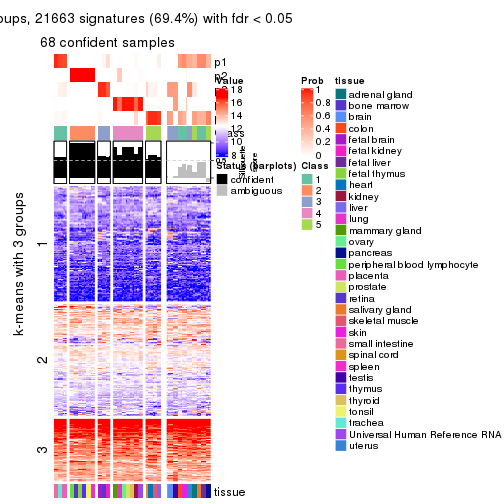 oups, 21663 signatures (69.4%) with fdr < 0.05
68 confident samples
p1
p2
Value
18
16
14
12
10
8
Prob
1
0.8
0.6
0.4
0.2
0
Class
1
2
3
4
5
Status (barplots)
confident
ambiguous
Silhouette
score
k-means with 3 groups
1
2
3
tissue
tissue
adrenal gland
bone marrow
brain
colon
fetal brain
fetal kidney
fetal liver
fetal thymus
heart
kidney
liver
lung
mammary gland
ovary
pancreas
peripheral blood lymphocyte
placenta
prostate
retina
salivary gland
skeletal muscle
skin
small intestine
spinal cord
spleen
testis
thymus
thyroid
tonsil
trachea
Universal Human Reference RNA
uterus